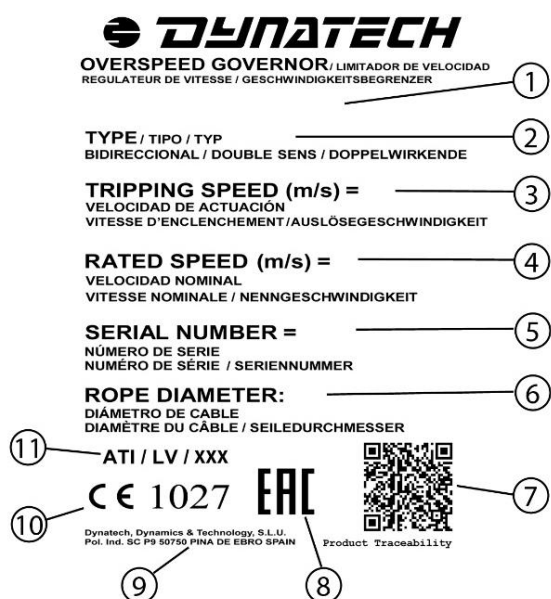 DYNATECH
OVERSPEED GOVERNOR / LIMITADOR DE VELOCIDAD
REGULATEUR DE VITESSE / GESCHWINDIGKEITSBEGRENZER
1
TYPE / TIPO / TYP
2
BIDIRECCIONAL / DOUBLE SENS / DOPPELWIRKENDE
TRIPPING SPEED (m/s) =
3
VELOCIDAD DE ACTUACIÓN
VITESSE D'ENCLENCHEMENT /AUSLÖSEGESCHWINDIGKEIT
RATED SPEED (m/s) =
4
VELOCIDAD NOMINAL
VITESSE NOMINALE / NENNGESCHWINDIGKEIT
SERIAL NUMBER =
5
NÚMERO DE SERIE
NUMÉRO DE SÉRIE / SERIENNUMMER
ROPE DIAMETER:
6
DIÁMETRO DE CABLE
DIAMÈTRE DU CÂBLE / SEILEDURCHMESSER
11
ATI / LV / XXX
10
CE 1027
EAC
7
Dynatech, Dynamics & Technology, S.L.U.
Pol. Ind. SC P9 50750 PINA DE EBRO SPAIN
Product Traceability
9
8